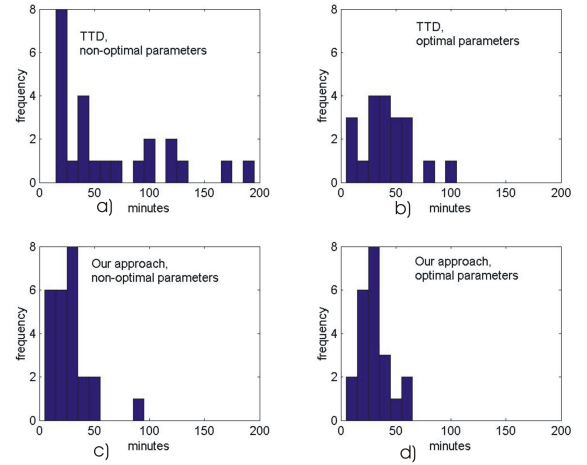 TTD,
non-optimal parameters
frequency
8
6
4
2
0
0 50 100 150 200
minutes
a)
TTD,
optimal parameters
frequency
8
6
4
2
0
0 50 100 150 200
minutes
b)
Our approach,
non-optimal parameters
frequency
8
6
4
2
0
0 50 100 150 200
minutes
c)
Our approach,
optimal parameters
frequency
8
6
4
2
0
0 50 100 150 200
minutes
d)